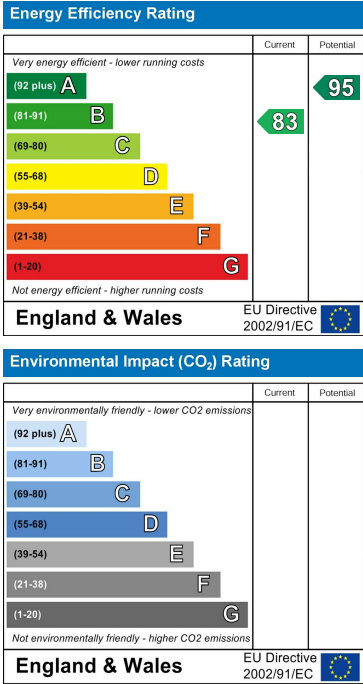 Energy Efficiency Rating
Current Potential
Very energy efficient - lower running costs
(92 plus) A
95
(81-91) B
83
(69-80) C
(55-68) D
(39-54) E
(21-38) F
(1-20) G
Not energy efficient - higher running costs
England & Wales
EU Directive
2002/91/EC
Environmental Impact (CO₂) Rating
Current Potential
Very environmentally friendly - lower CO2 emissions
(92 plus) A
(81-91) B
(69-80) C
(55-68) D
(39-54) E
(21-38) F
(1-20) G
Not environmentally friendly - higher CO2 emissions
England & Wales
EU Directive
2002/91/EC